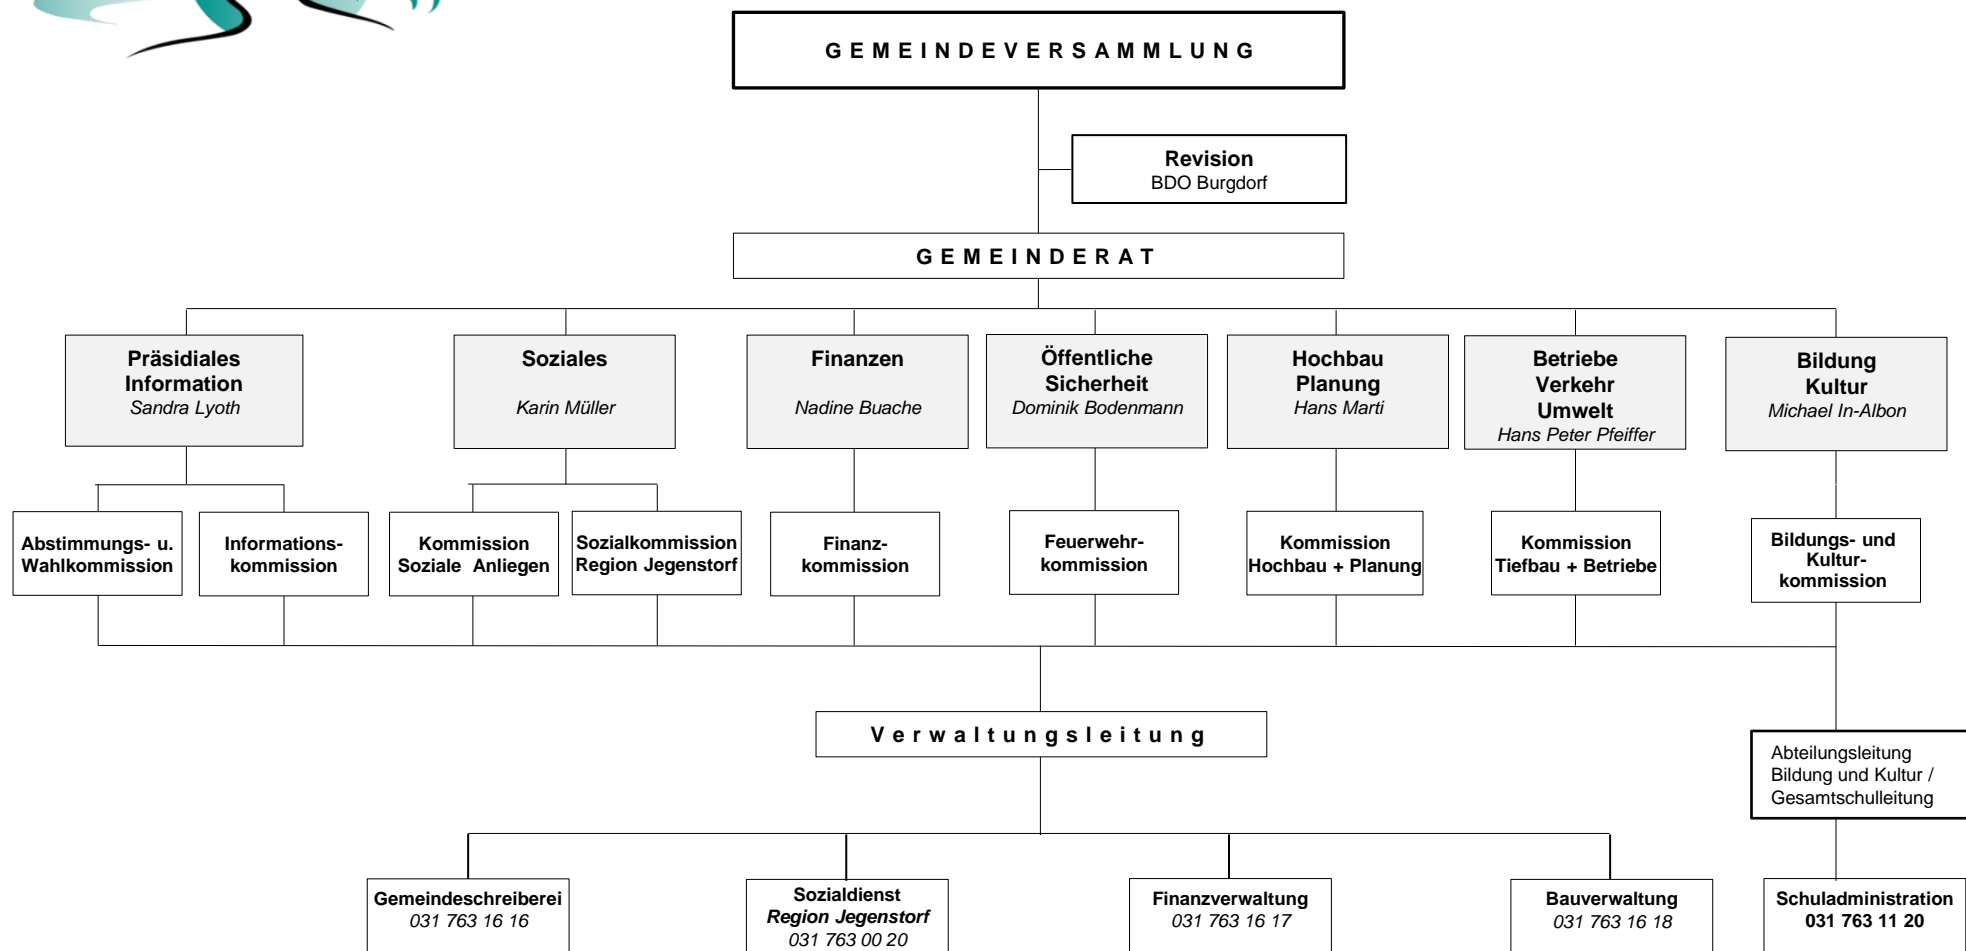 GEMEINDEVERSAMMLUNG
Revision
BDO Burgdorf
GEMEINDERAT
Präsidiales
Information
Sandra Lyoth
Soziales
Karin Müller
Finanzen
Nadine Buache
Öffentliche
Sicherheit
Dominik Bodenmann
Hochbau
Planung
Hans Marti
Betriebe
Verkehr
Umwelt
Hans Peter Pfeiffer
Bildung
Kultur
Michael In-Albon
Abstimmungs- u.
Wahlkommission
Informations-
kommission
Kommission
Soziale Anliegen
Sozialkommission
Region Jegenstorf
Finanz-
kommission
Feuerwehr-
kommission
Kommission
Hochbau + Planung
Kommission
Tiefbau + Betriebe
Bildungs- und
Kultur-
kommission
Verwaltungsleitung
Abteilungsleitung
Bildung und Kultur /
Gesamtschulleitung
Gemeindeschreiberei
031 763 16 16
Sozialdienst
Region Jegenstorf
031 763 00 20
Finanzverwaltung
031 763 16 17
Bauverwaltung
031 763 16 18
Schuladministration
031 763 11 20